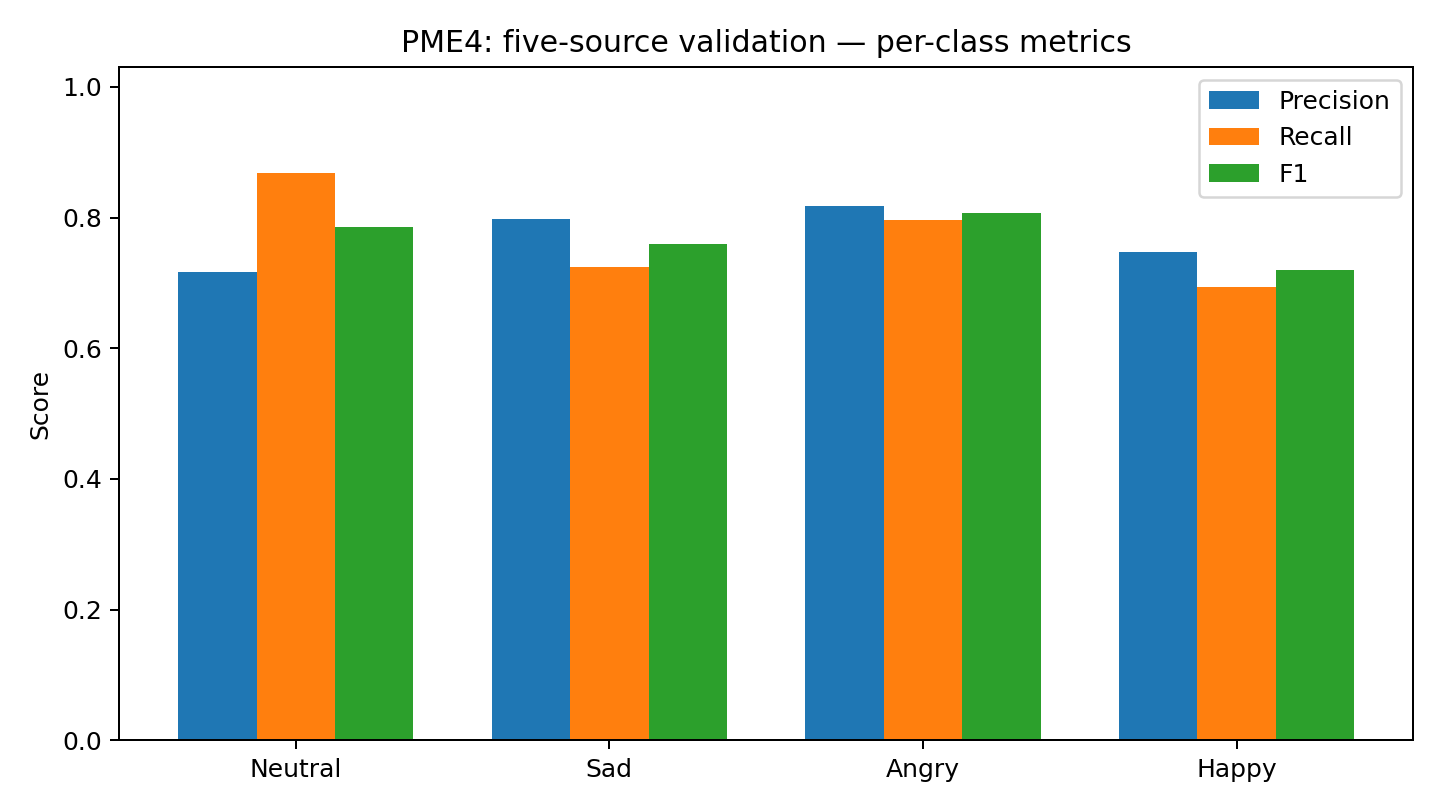 PME4: five-source validation — per-class metrics
1.0
0.8
0.6
0.4
0.2
0.0
Score
Precision
Recall
F1
Neutral
Sad
Angry
Happy